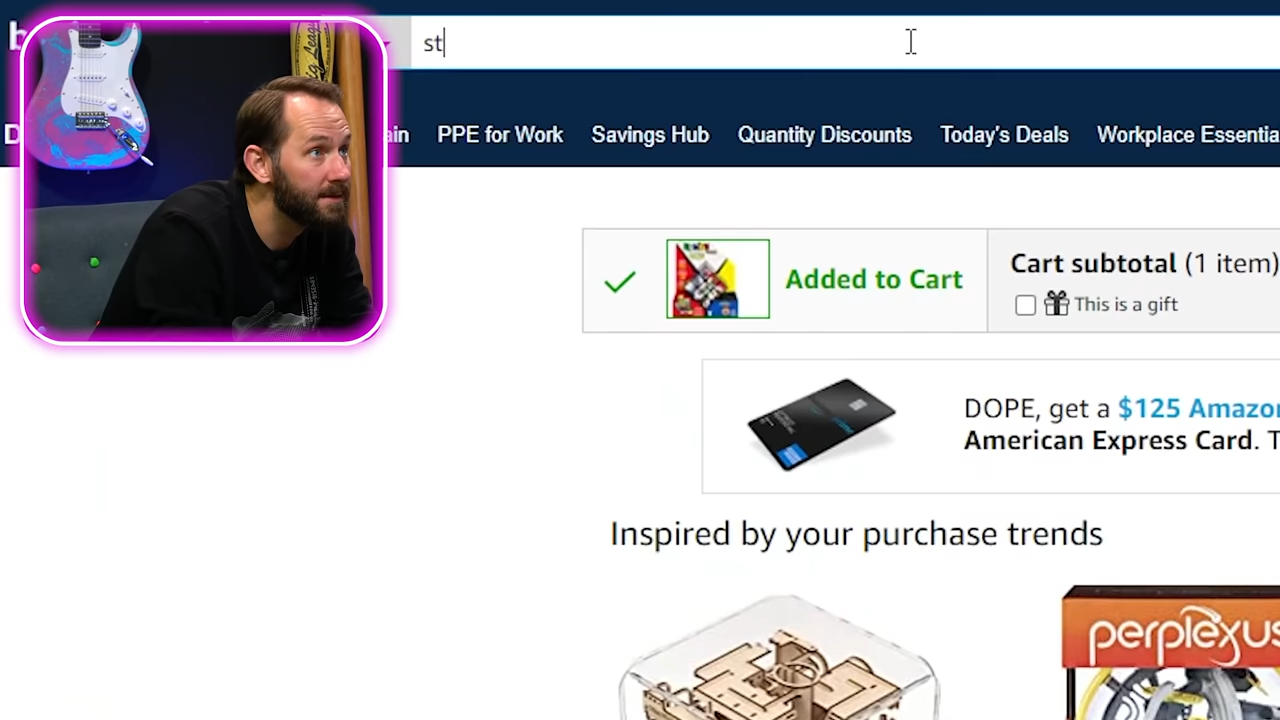 st
ain PPE for Work Savings Hub Quantity Discounts Today's Deals Workplace Essentia
Added to Cart
Cart subtotal (1 item)
This is a gift
DOPE, get a $125 Amazo
American Express Card. T
Inspired by your purchase trends
perplexus